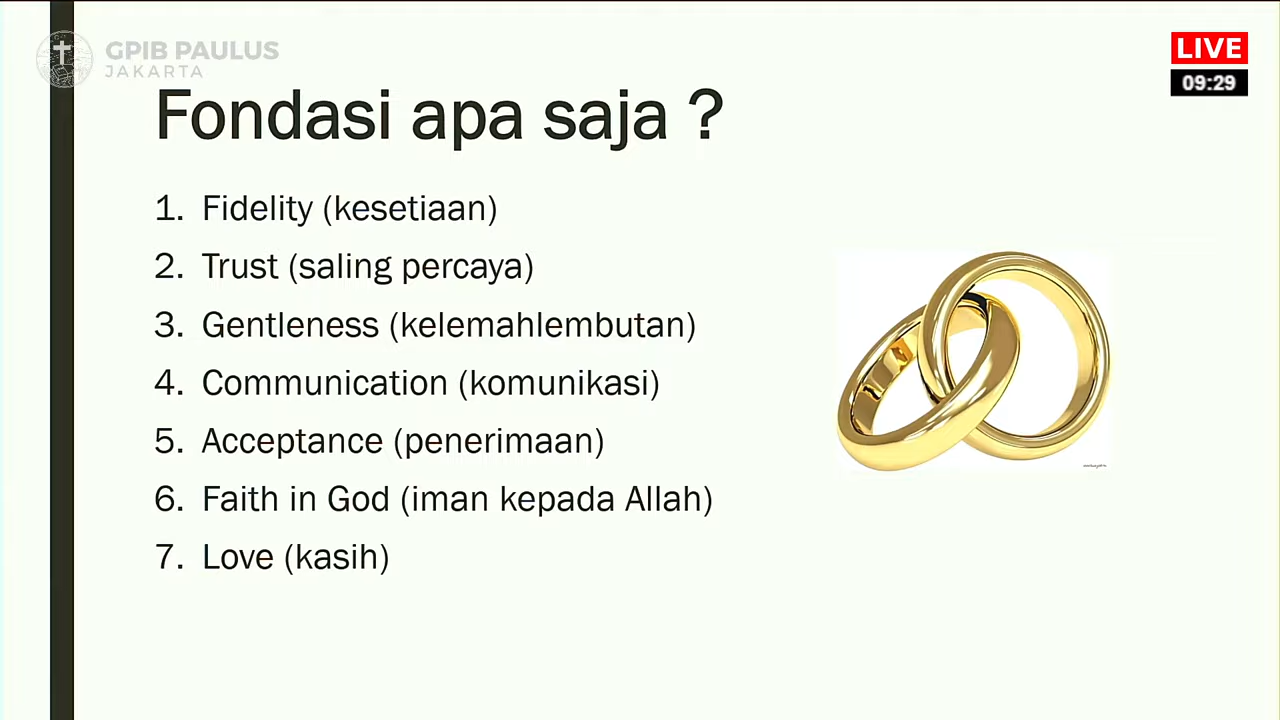 GPIB PAULUS
JAKARTA
LIVE
09:29
Fondasi apa saja ?
1. Fidelity (kesetiaan)
2. Trust (saling percaya)
3. Gentleness (kelemahlembutan)
4. Communication (komunikasi)
5. Acceptance (penerimaan)
6. Faith in God (iman kepada Allah)
7. Love (kasih)